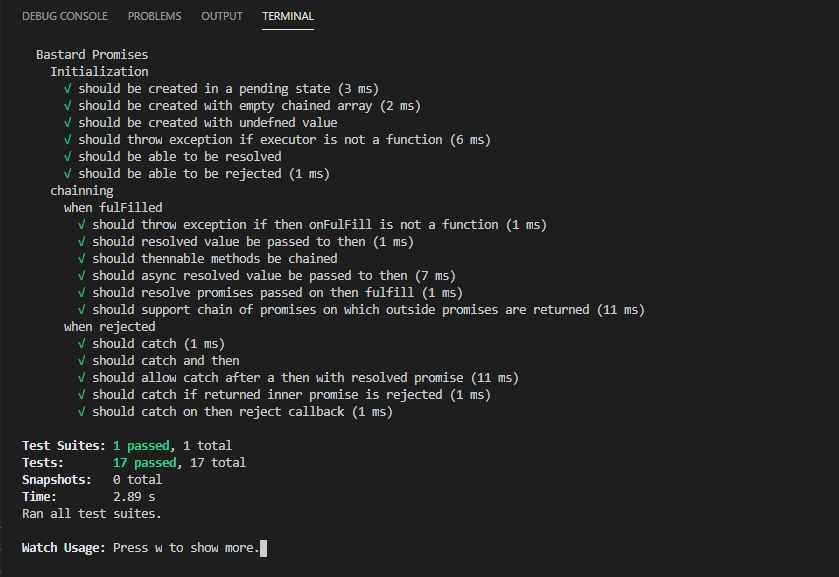 DEBUG CONSOLE PROBLEMS OUTPUT TERMINAL
Bastard Promises
Initialization
√ should be created in a pending state (3 ms)
√ should be created with empty chained array (2 ms)
√ should be created with undefned value
√ should throw exception if executor is not a function (6 ms)
√ should be able to be resolved
√ should be able to be rejected (1 ms)
chainning
when fulFilled
√ should throw exception if then onFulFill is not a function (1 ms)
√ should resolved value be passed to then (1 ms)
√ should thennable methods be chained
√ should async resolved value be passed to then (7 ms)
√ should resolve promises passed on then fulfill (1 ms)
√ should support chain of promises on which outside promises are returned (11 ms)
when rejected
√ should catch (1 ms)
√ should catch and then
√ should allow catch after a then with resolved promise (11 ms)
√ should catch if returned inner promise is rejected (1 ms)
√ should catch on then reject callback (1 ms)
Test Suites: 1 passed, 1 total
Tests: 17 passed, 17 total
Snapshots: 0 total
Time: 2.89 s
Ran all test suites.
Watch Usage: Press w to show more.